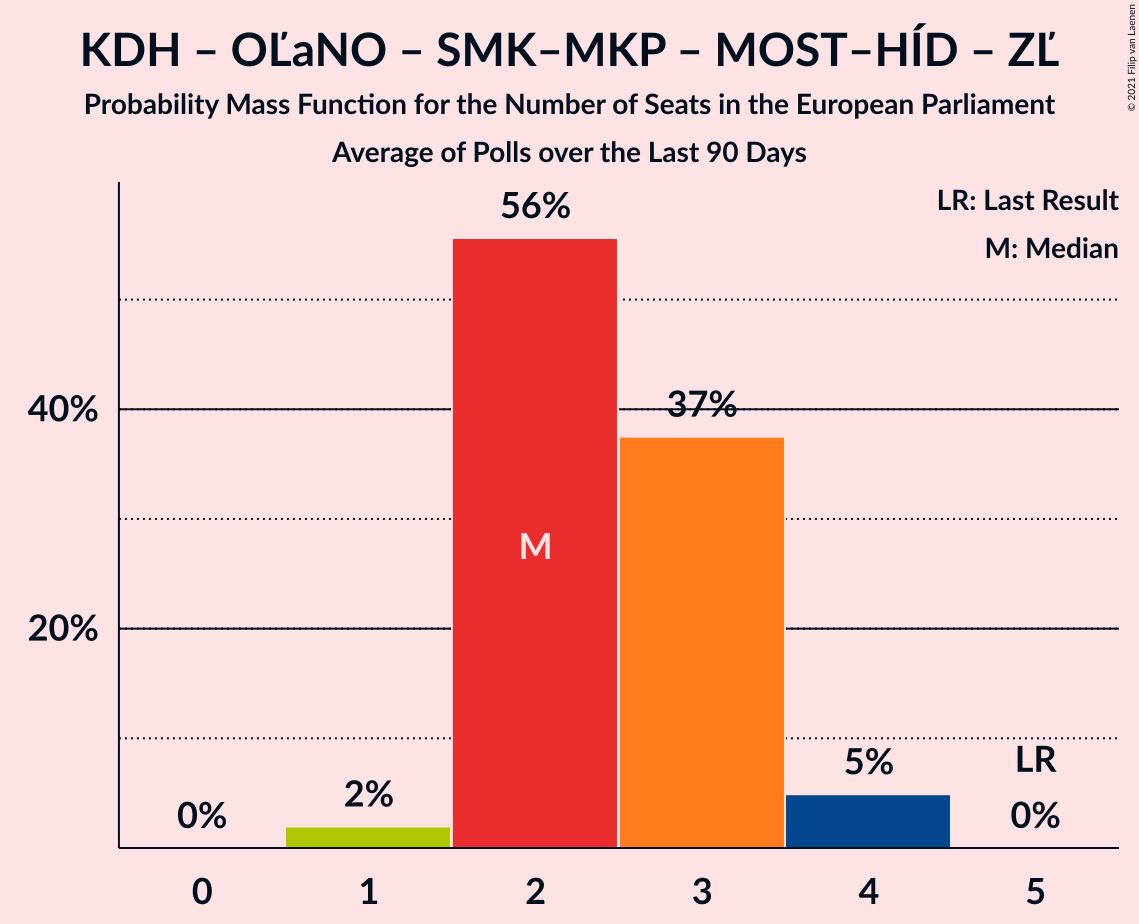 KDH – OĽaNO – SMK–MKP – MOST–HÍD – ZĽ
Probability Mass Function for the Number of Seats in the European Parliament
Average of Polls over the Last 90 Days
© 2021 Filip van Laenen
LR: Last Result
M: Median
56%
40%
37%
M
20%
0%
2%
5%
LR
0%
0 1 2 3 4 5